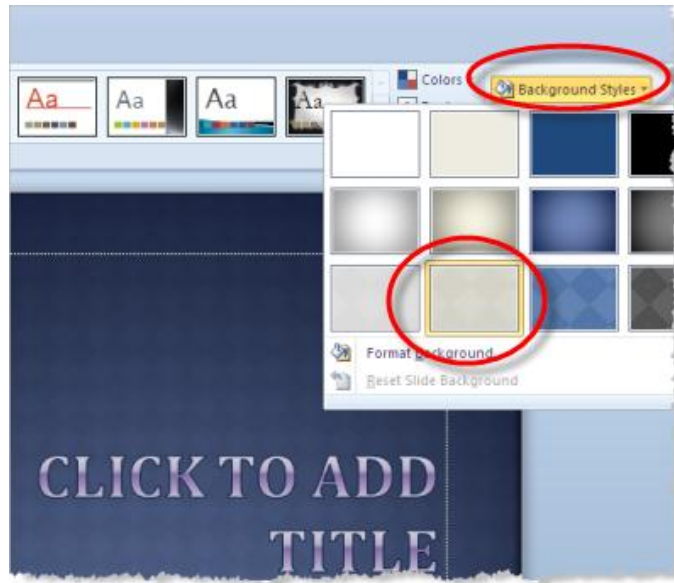 Colors
Background Styles
Aa
Aa
Aa
Aa
Format Background
Reset Slide Background
CLICK TO ADD
TITLE